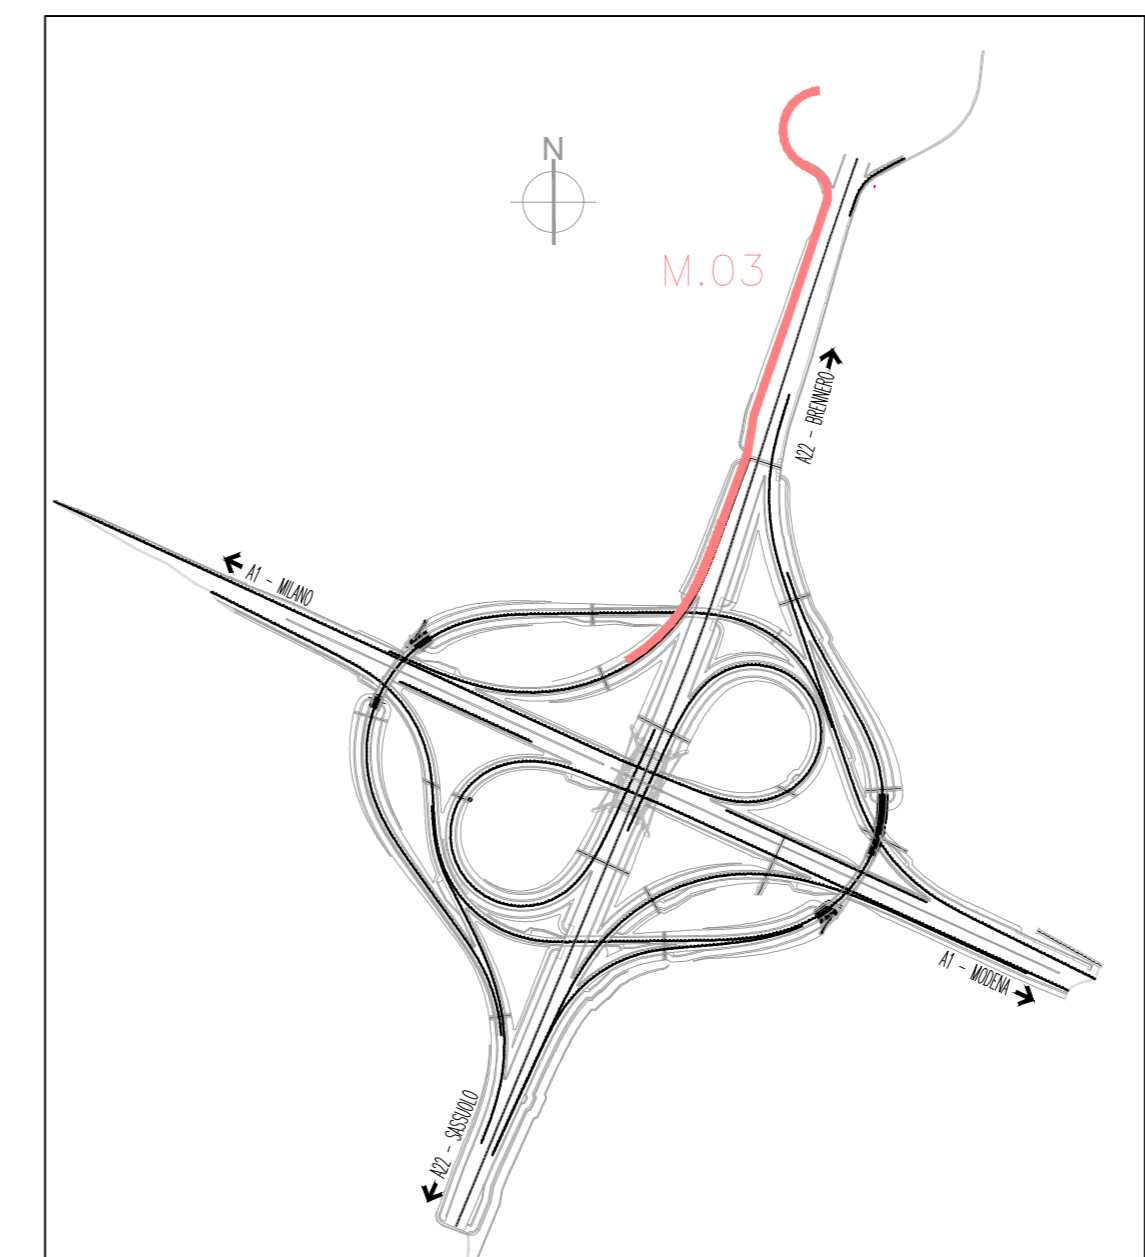 N
M.03
A22 - BRENNERO
A1 - MILANO
A1 - MODENA
A22 - SASSUOLO